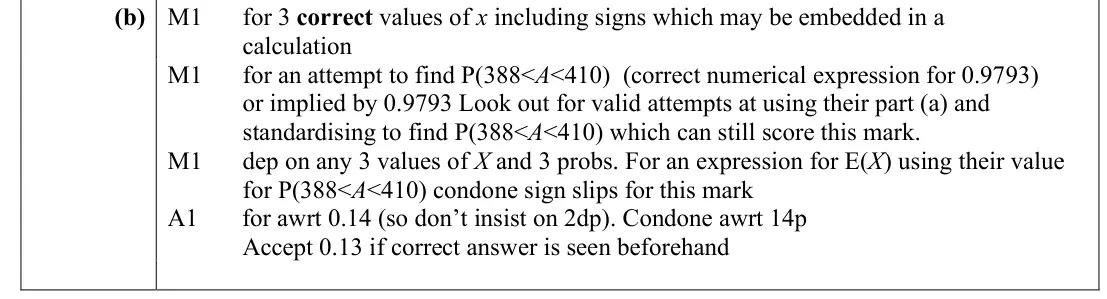 (b) M1 for 3 correct values of x including signs which may be embedded in a
calculation
M1 for an attempt to find P(388<A<410) (correct numerical expression for 0.9793)
or implied by 0.9793 Look out for valid attempts at using their part (a) and
standardising to find P(388<A<410) which can still score this mark.
M1 dep on any 3 values of X and 3 probs. For an expression for E(X) using their value
for P(388<A<410) condone sign slips for this mark
A1 for awrt 0.14 (so don’t insist on 2dp). Condone awrt 14p
Accept 0.13 if correct answer is seen beforehand